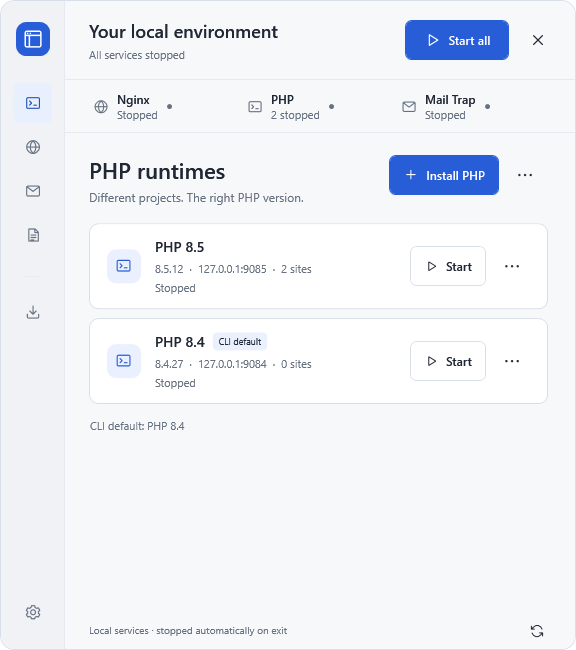 Your local environment
All services stopped
Start all
Nginx
Stopped
PHP
2 stopped
Mail Trap
Stopped
PHP runtimes
Different projects. The right PHP version.
Install PHP
PHP 8.5
8.5.12 · 127.0.0.1:9085 · 2 sites
Stopped
Start
PHP 8.4 CLI default
8.4.27 · 127.0.0.1:9084 · 0 sites
Stopped
Start
CLI default: PHP 8.4
Local services · stopped automatically on exit